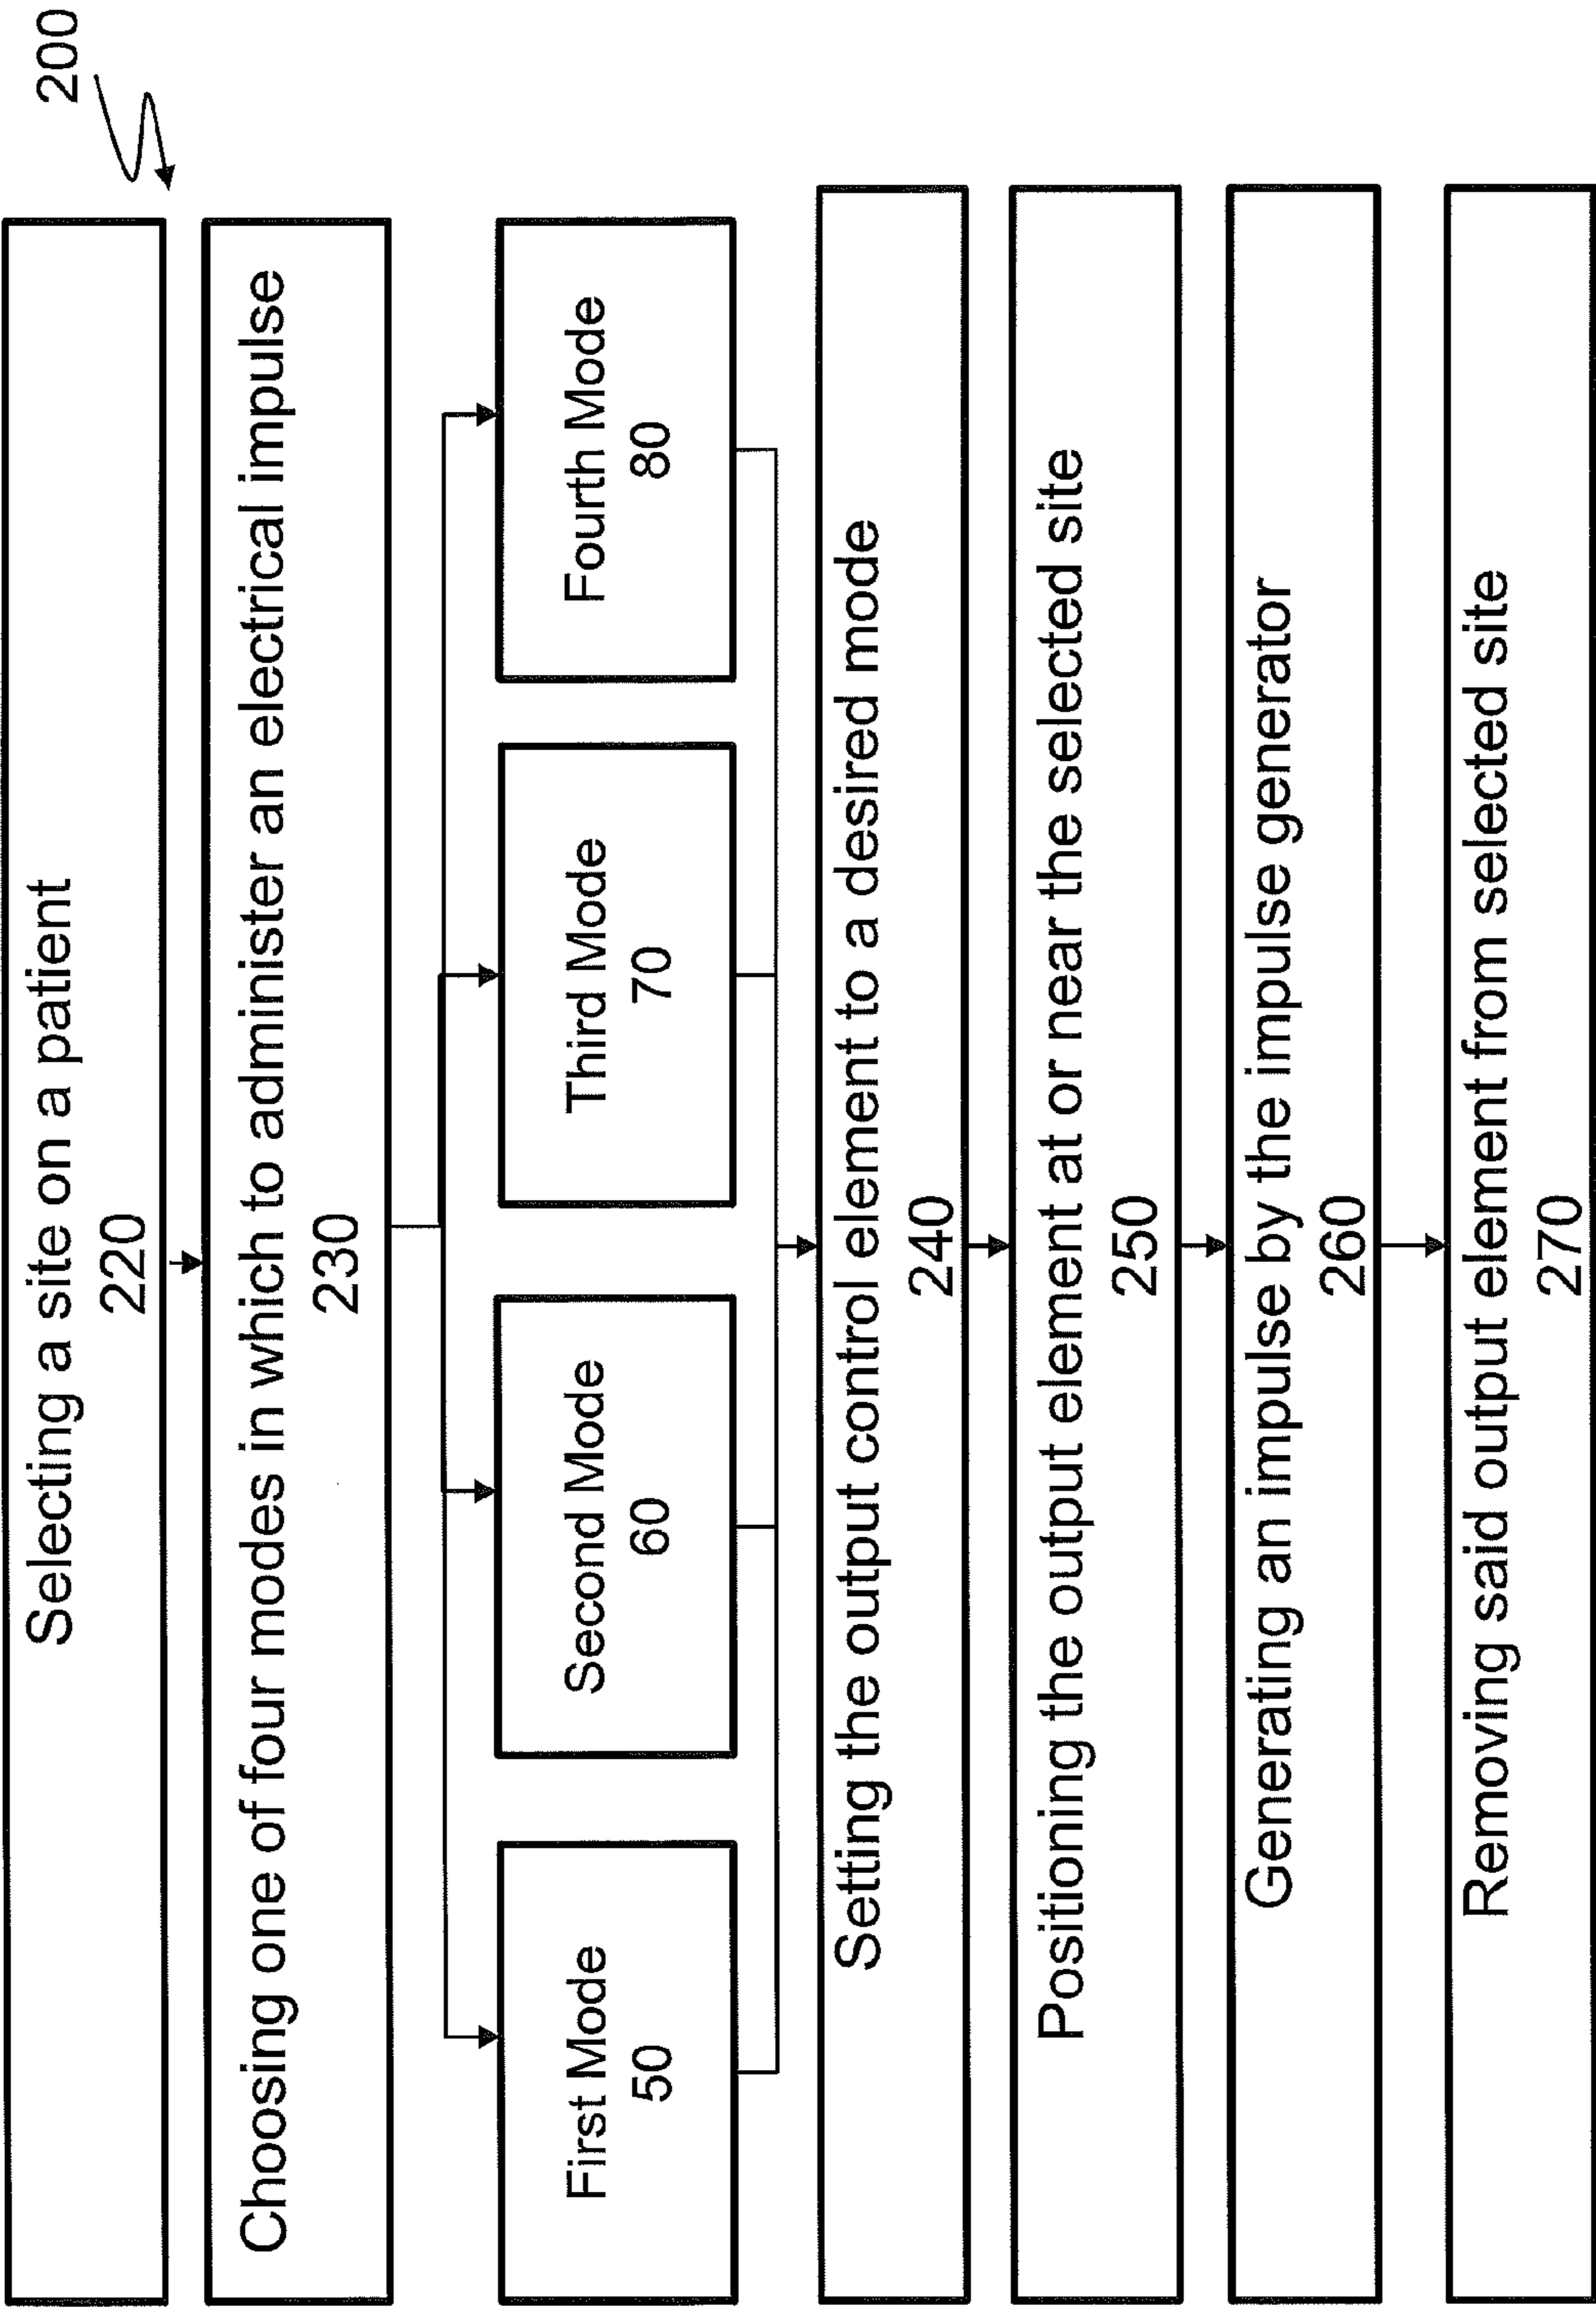 200
Selecting a site on a patient
220
Choosing one of four modes in which to administer an electrical impulse
230
First Mode
50
Second Mode
60
Third Mode
70
Fourth Mode
80
Setting the output control element to a desired mode
240
Positioning the output element at or near the selected site
250
Generating an impulse by the impulse generator
260
Removing said output element from selected site
270